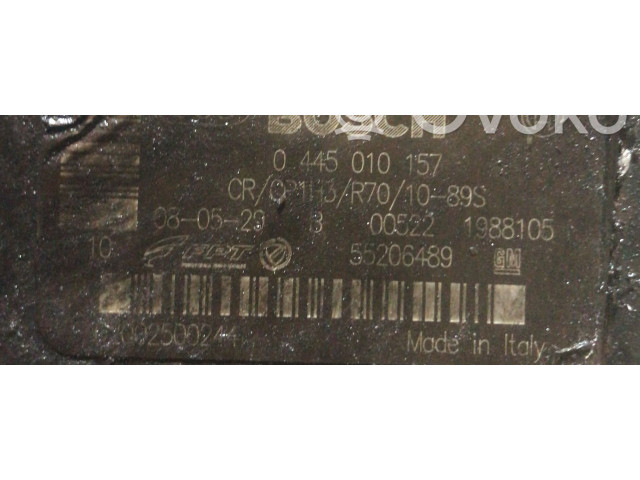 BOSCH
0 445 010 157
CR/CP1H3/R70/10-89S
08-05-29 3 00522 1988105
10 FPT 55206489 GM
Made in Italy